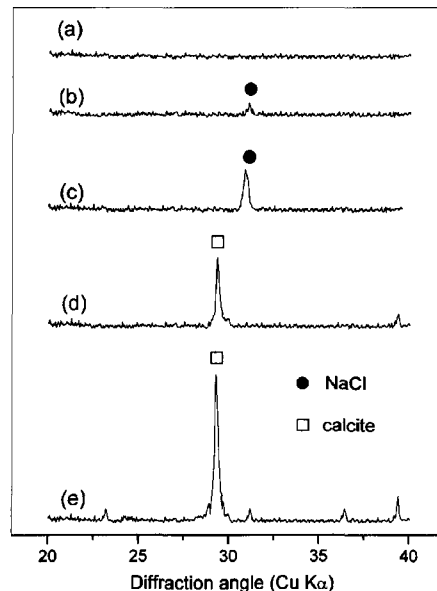 (a)
(b)
(c)
(d)
(e)
NaCl
calcite
20 25 30 35 40
Diffraction angle (Cu Kα)